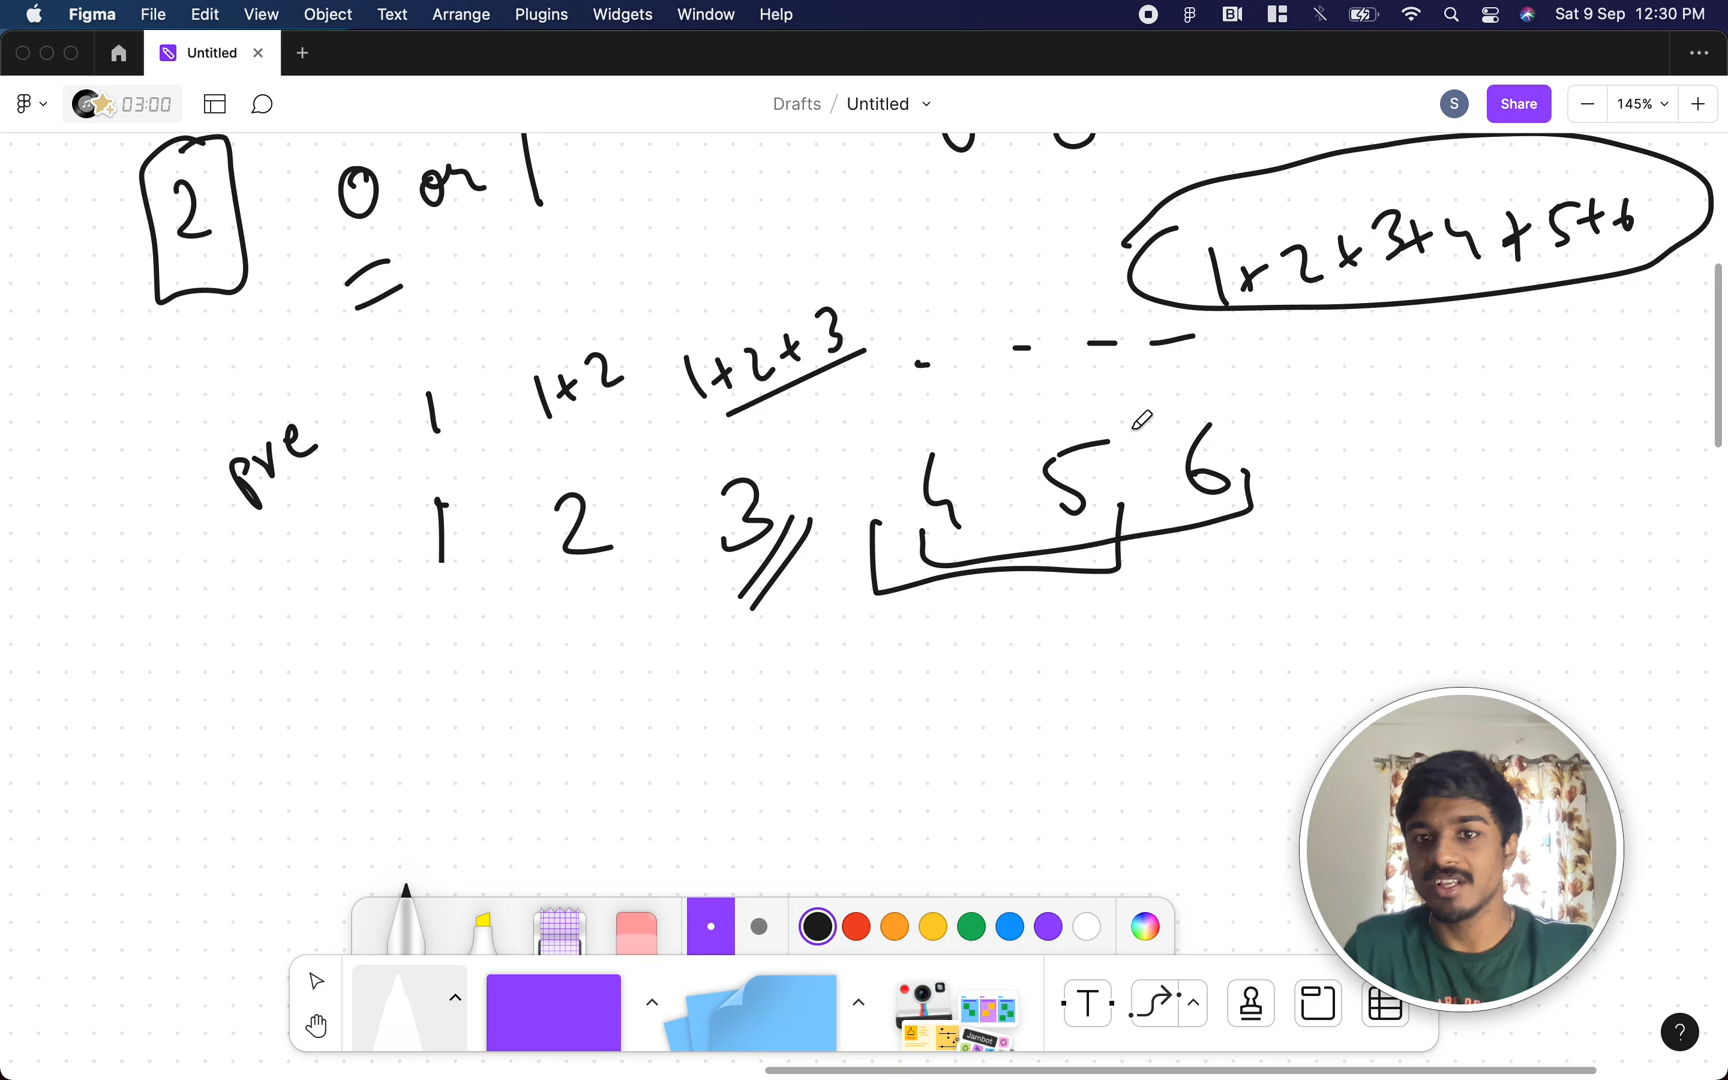 Figma File Edit View Object Text Arrange Plugins Widgets Window Help Sat 9 Sep 12:30 PM
Untitled
03:00 Drafts / Untitled S Share 145%
2 0 or 1
1+2+3+4+5+6
pre 1 1+2 1+2+3 - - - -
1 2 3 4 5 6
T
Jambot
?